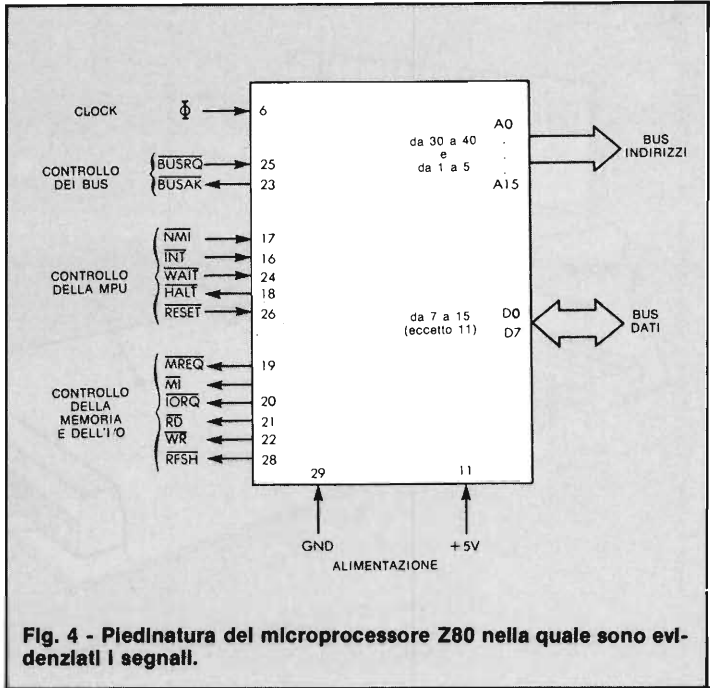 CLOCK Φ 6
CONTROLLO DEI BUS
BUSRQ 25
BUSAK 23
CONTROLLO DELLA MPU
NMI 17
INT 16
WAIT 24
HALT 18
RESET 26
CONTROLLO DELLA MEMORIA E DELL'I/O
MREQ 19
M1
IORQ 20
RD 21
WR 22
RFSH 28
da 30 a 40
e
da 1 a 5
A0
.
.
A15
BUS INDIRIZZI
da 7 a 15
(eccetto 11)
D0
D7
BUS DATI
29
11
GND
+5V
ALIMENTAZIONE
Fig. 4 - Piedinatura del microprocessore Z80 nella quale sono evi-
denziati i segnali.